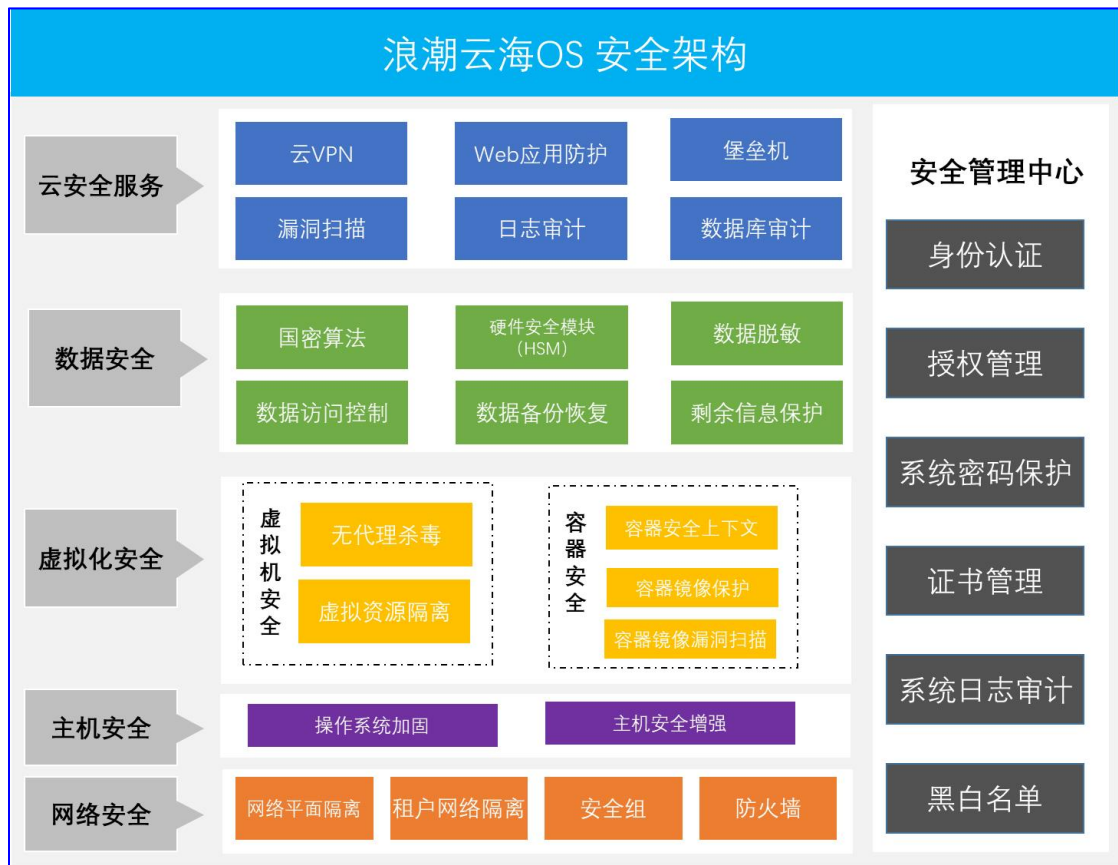 浪潮云海OS 安全架构
云安全服务
云VPN
Web应用防护
堡垒机
漏洞扫描
日志审计
数据库审计
数据安全
国密算法
硬件安全模块
(HSM)
数据脱敏
数据访问控制
数据备份恢复
剩余信息保护
虚拟化安全
虚拟机安全
无代理杀毒
虚拟资源隔离
容器安全
容器安全上下文
容器镜像保护
容器镜像漏洞扫描
主机安全
操作系统加固
主机安全增强
网络安全
网络平面隔离
租户网络隔离
安全组
防火墙
安全管理中心
身份认证
授权管理
系统密码保护
证书管理
系统日志审计
黑白名单